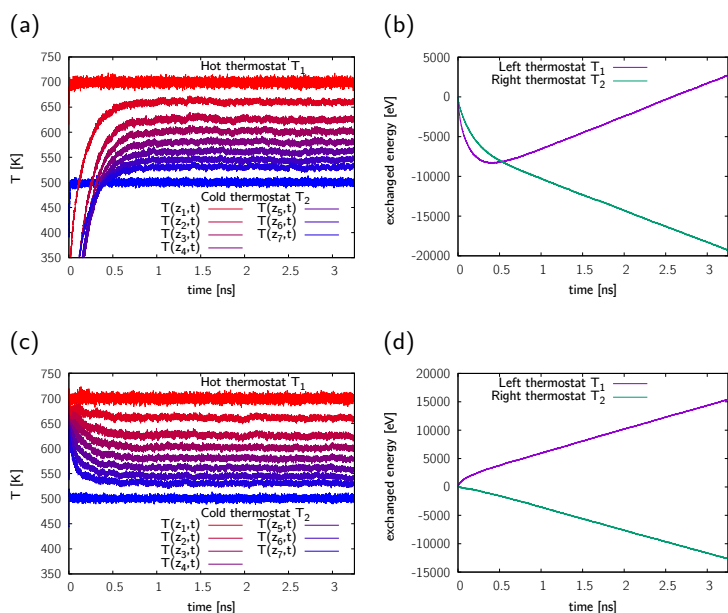 (a)
750
700
650
600
550
500
450
400
350
T [K]
Hot thermostat T1
Cold thermostat T2
T(z1,t)
T(z2,t)
T(z3,t)
T(z4,t)
T(z5,t)
T(z6,t)
T(z7,t)
0 0.5 1 1.5 2 2.5 3
time [ns]
(b)
5000
0
-5000
-10000
-15000
-20000
exchanged energy [eV]
Left thermostat T1
Right thermostat T2
0 0.5 1 1.5 2 2.5 3
time [ns]
(c)
750
700
650
600
550
500
450
400
350
T [K]
Hot thermostat T1
Cold thermostat T2
T(z1,t)
T(z2,t)
T(z3,t)
T(z4,t)
T(z5,t)
T(z6,t)
T(z7,t)
0 0.5 1 1.5 2 2.5 3
time [ns]
(d)
20000
15000
10000
5000
0
-5000
-10000
-15000
exchanged energy [eV]
Left thermostat T1
Right thermostat T2
0 0.5 1 1.5 2 2.5 3
time [ns]